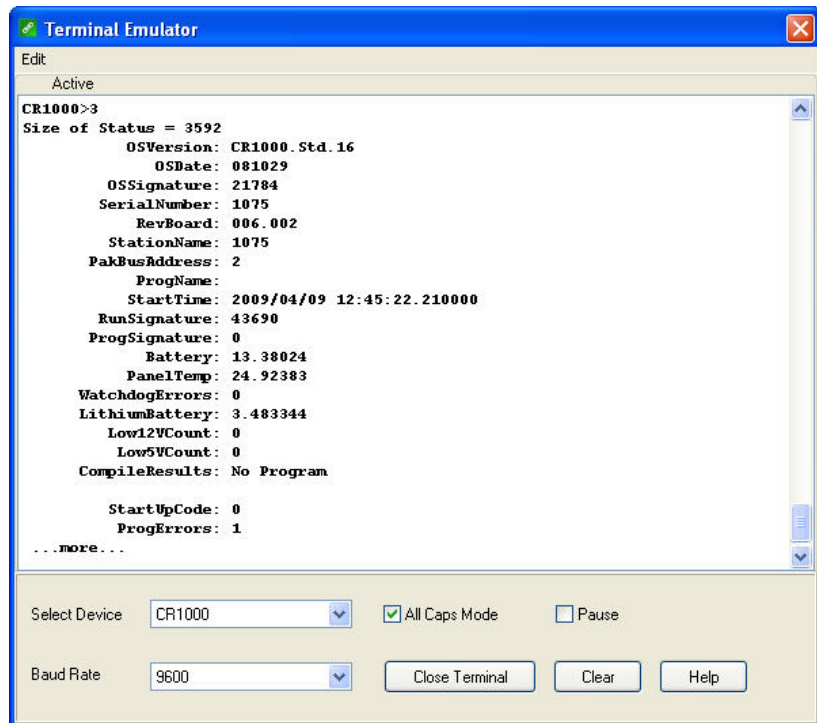 Terminal Emulator
Edit
Active
CR1000>3
Size of Status = 3592
OSVersion: CR1000.Std.16
OSDate: 081029
OSSignature: 21784
SerialNumber: 1075
RevBoard: 006.002
StationName: 1075
PakBusAddress: 2
ProgName:
StartTime: 2009/04/09 12:45:22.210000
RunSignature: 43690
ProgSignature: 0
Battery: 13.38024
PanelTemp: 24.92383
WatchdogErrors: 0
LithiumBattery: 3.483344
Low12VCount: 0
Low5VCount: 0
CompileResults: No Program
StartUpCode: 0
ProgErrors: 1
...more...
Select Device CR1000 All Caps Mode Pause
Baud Rate 9600 Close Terminal Clear Help